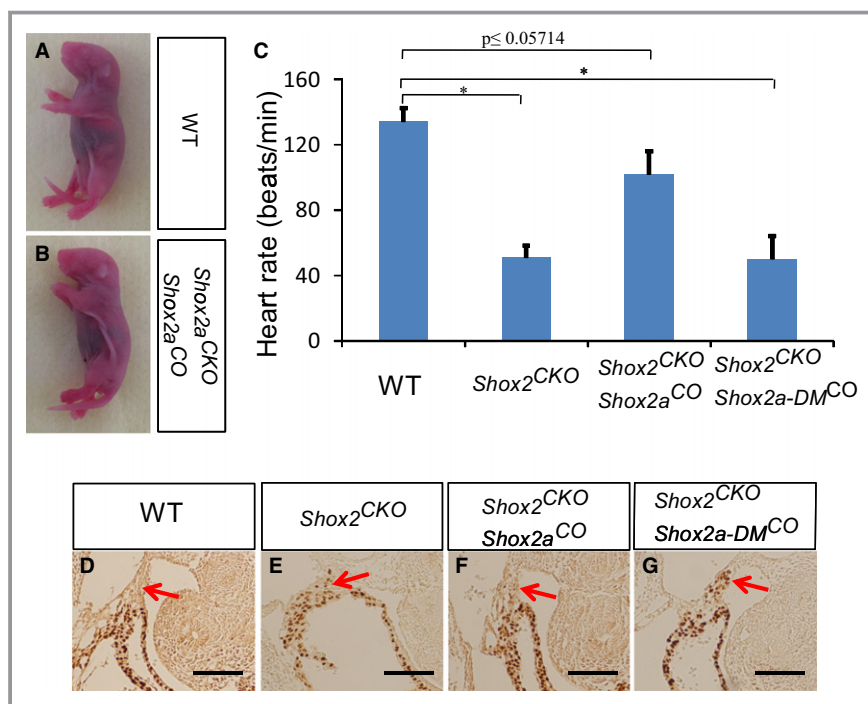 A
WT
B
Shox2a^CKO
Shox2a^CO
C
p≤ 0.05714
*
*
Heart rate (beats/min)
160
120
80
40
0
WT
Shox2^CKO
Shox2^CKO
Shox2a^CO
Shox2^CKO
Shox2a-DM^CO
WT
Shox2^CKO
Shox2^CKO
Shox2a^CO
Shox2^CKO
Shox2a-DM^CO
D
E
F
G